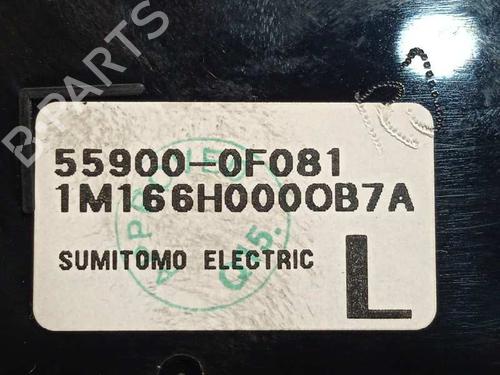 B-PARTS
55900-0F081
1M166H0000B7A
SUMITOMO ELECTRIC
L